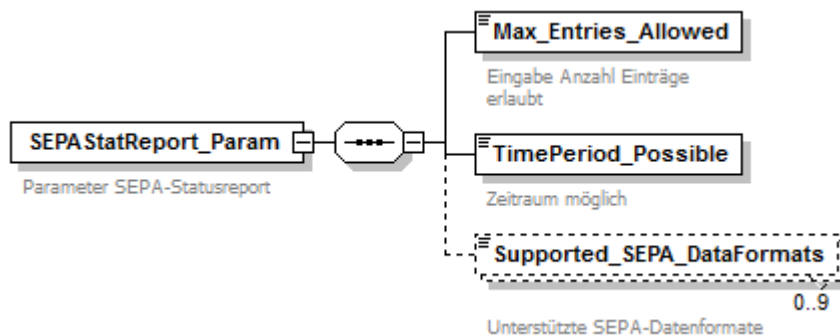 Max_Entries_Allowed
Eingabe Anzahl Einträge
erlaubt
SEPAStatReport_Param
Parameter SEPA-Statusreport
TimePeriod_Possible
Zeitraum möglich
Supported_SEPA_DataFormats
0..9
Unterstützte SEPA-Datenformate